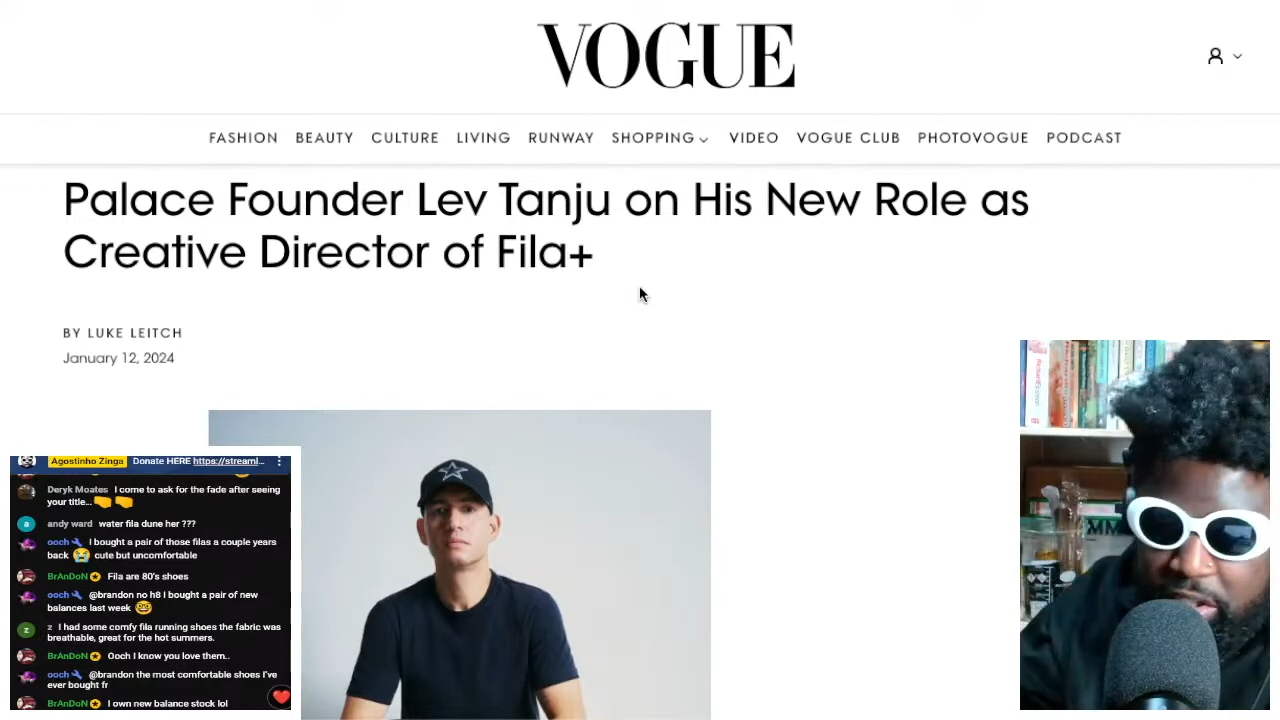 VOGUE
FASHION BEAUTY CULTURE LIVING RUNWAY SHOPPING VIDEO VOGUE CLUB PHOTOVOGUE PODCAST
Palace Founder Lev Tanju on His New Role as
Creative Director of Fila+
BY LUKE LEITCH
January 12, 2024
Agostinho Zinga Donate HERE https://streaml...
Deryk Moates I come to ask for the fade after seeing
your title...
a andy ward water fila dune her ???
ooch I bought a pair of those filas a couple years
back 😭 cute but uncomfortable
BrAnDoN Fila are 80's shoes
ooch @brandon no h8 I bought a pair of new
balances last week 🤓
z z I had some comfy fila running shoes the fabric was
breathable, great for the hot summers.
BrAnDoN Ooch I know you love them..
ooch @brandon the most comfortable shoes I've
ever bought fr
BrAnDoN I own new balance stock lol